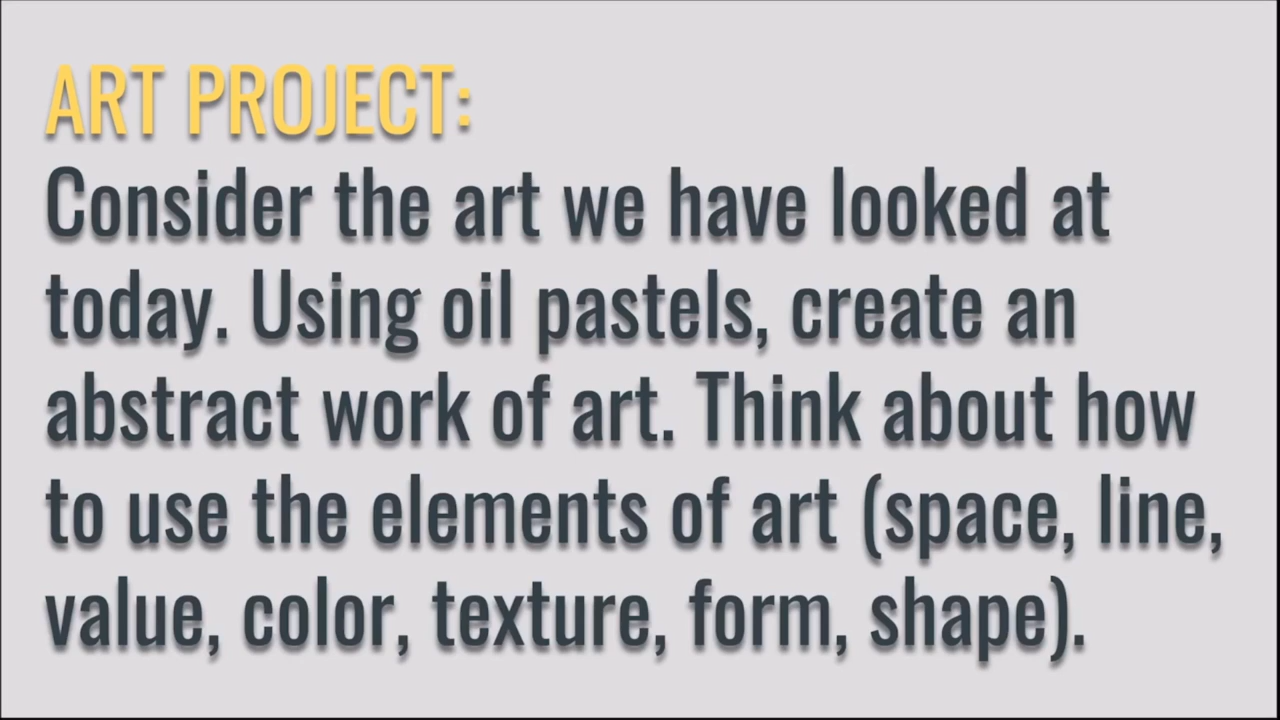 ART PROJECT:
Consider the art we have looked at
today. Using oil pastels, create an
abstract work of art. Think about how
to use the elements of art (space, line,
value, color, texture, form, shape).